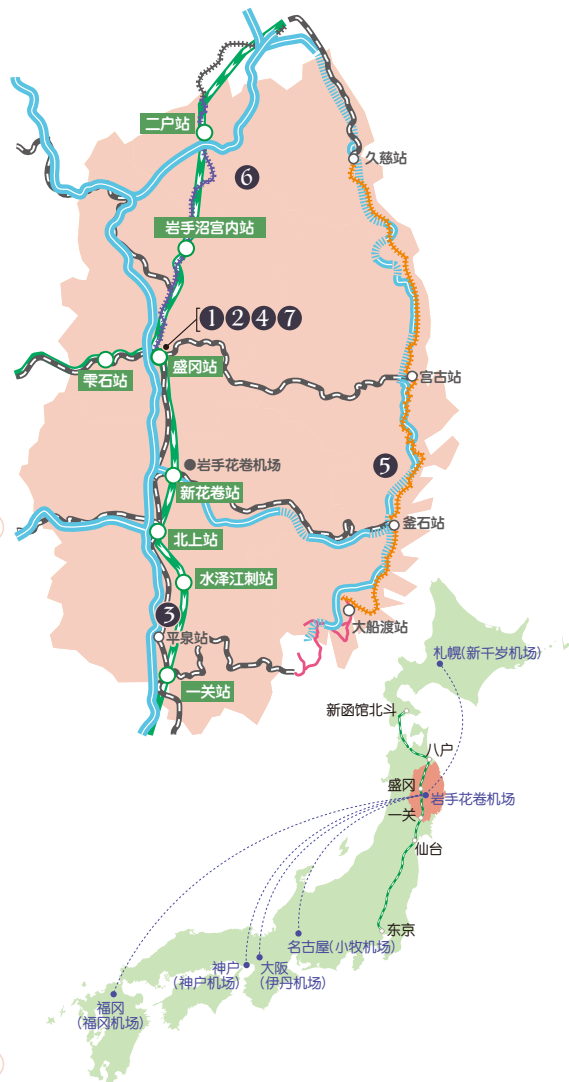 二户站
久慈站
❻
岩手沼宫内站
❶❷❹❼
盛冈站
雫石站
宫古站
岩手花卷机场
❺
新花卷站
釜石站
北上站
水泽江刺站
❸
大船渡站
平泉站
一关站
札幌(新千岁机场)
新函馆北斗
八户
盛冈
岩手花卷机场
一关
仙台
东京
名古屋(小牧机场)
神户
(神户机场)
大阪
(伊丹机场)
福冈
(福冈机场)